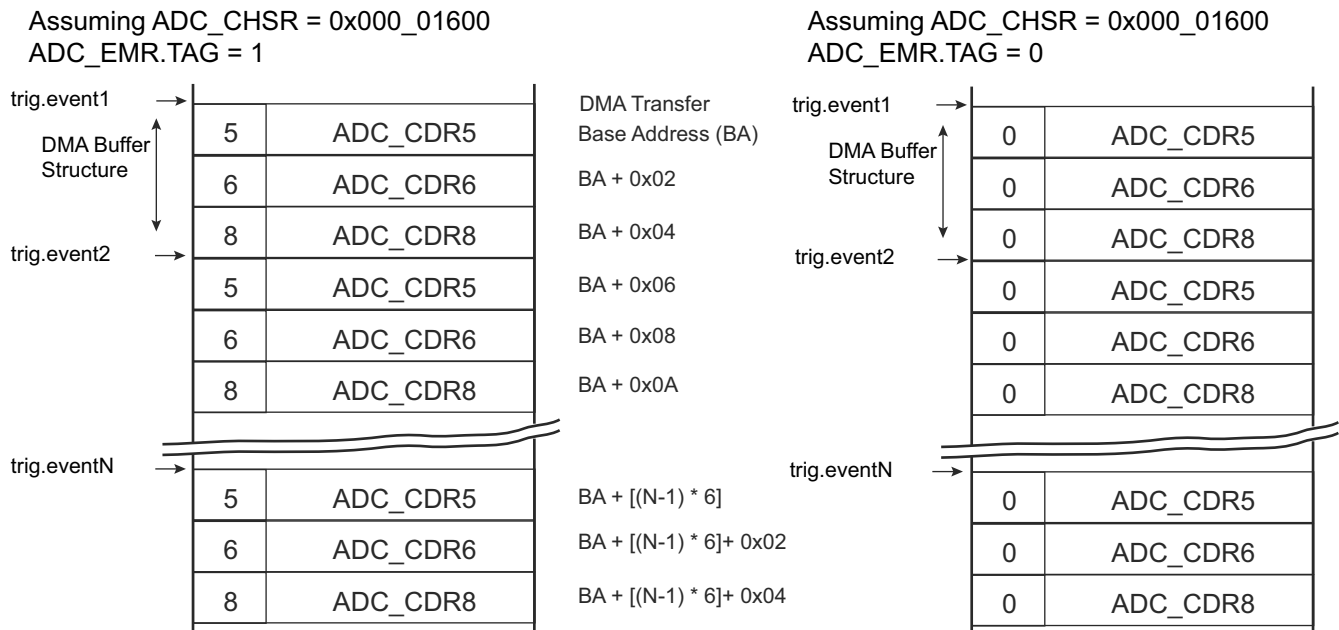 Assuming ADC_CHSR = 0x000_01600
ADC_EMR.TAG = 1
trig.event1
DMA Buffer
Structure
5 ADC_CDR5
6 ADC_CDR6
8 ADC_CDR8
trig.event2
5 ADC_CDR5
6 ADC_CDR6
8 ADC_CDR8
trig.eventN
5 ADC_CDR5
6 ADC_CDR6
8 ADC_CDR8
DMA Transfer
Base Address (BA)
BA + 0x02
BA + 0x04
BA + 0x06
BA + 0x08
BA + 0x0A
BA + [(N-1) * 6]
BA + [(N-1) * 6]+ 0x02
BA + [(N-1) * 6]+ 0x04
Assuming ADC_CHSR = 0x000_01600
ADC_EMR.TAG = 0
trig.event1
DMA Buffer
Structure
0 ADC_CDR5
0 ADC_CDR6
0 ADC_CDR8
trig.event2
0 ADC_CDR5
0 ADC_CDR6
0 ADC_CDR8
trig.eventN
0 ADC_CDR5
0 ADC_CDR6
0 ADC_CDR8